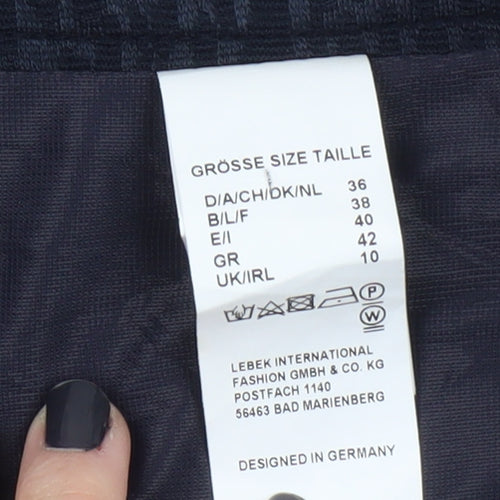 GRÖSSE SIZE TAILLE
D/A/CH/DK/NL 36
B/L/F 38
E/I 40
GR 42
UK/IRL 10
P
W
LEBEK INTERNATIONAL
FASHION GMBH & CO. KG
POSTFACH 1140
56463 BAD MARIENBERG
DESIGNED IN GERMANY